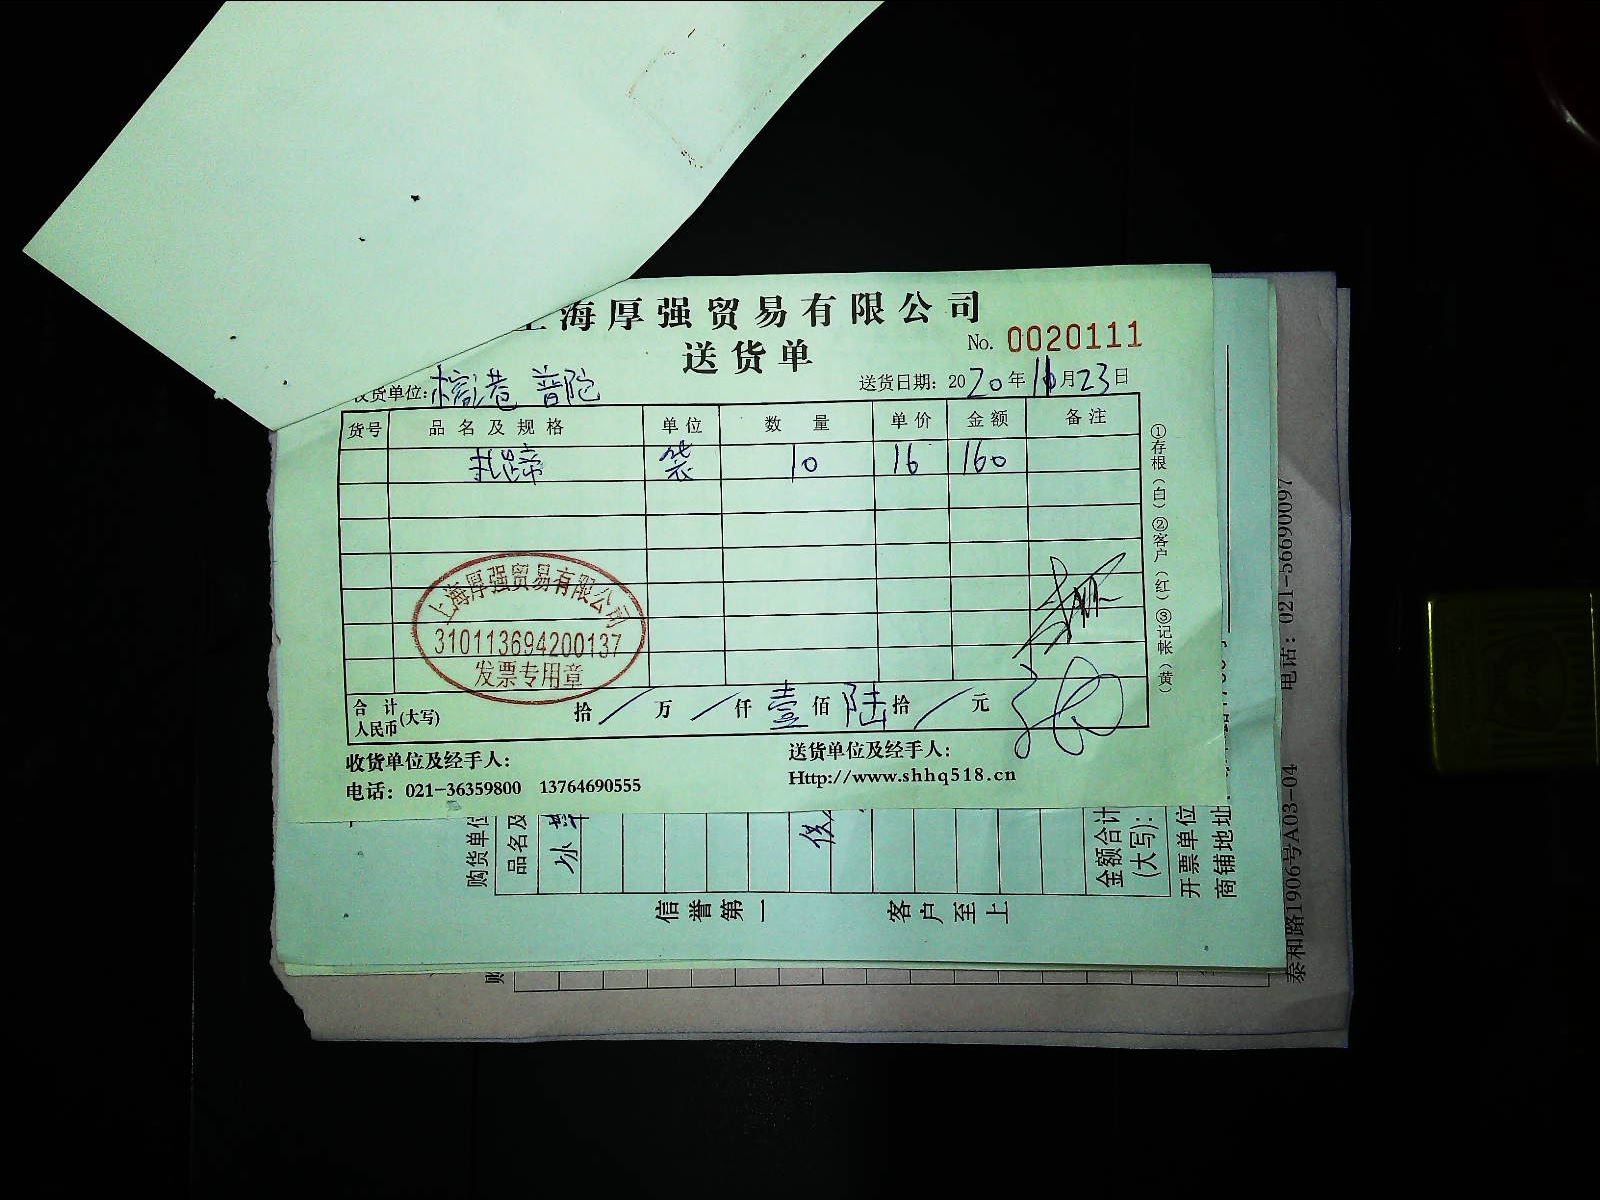 上海厚强贸易有限公司
送货单
No. 0020111
收货单位: 普陀
送货日期: 2020年10月23日
货号 品名及规格 单位 数量 单价 金额 备注
扎蹄 袋 10 16 160
①存根(白)②客户(红)③记帐(黄)
上海厚强贸易有限公司
310113694200137
发票专用章
合计人民币(大写) 拾/万/仟壹佰陆拾/元
收货单位及经手人:
送货单位及经手人:
电话: 021-36359800 13764690555
Http://www.shhq518.cn
购货单位
品名及
金额合计
(大写):
开票单位
商铺地址
信誉第一 客户至上
泰和路1906号A03-04 电话: 021-56690097
购